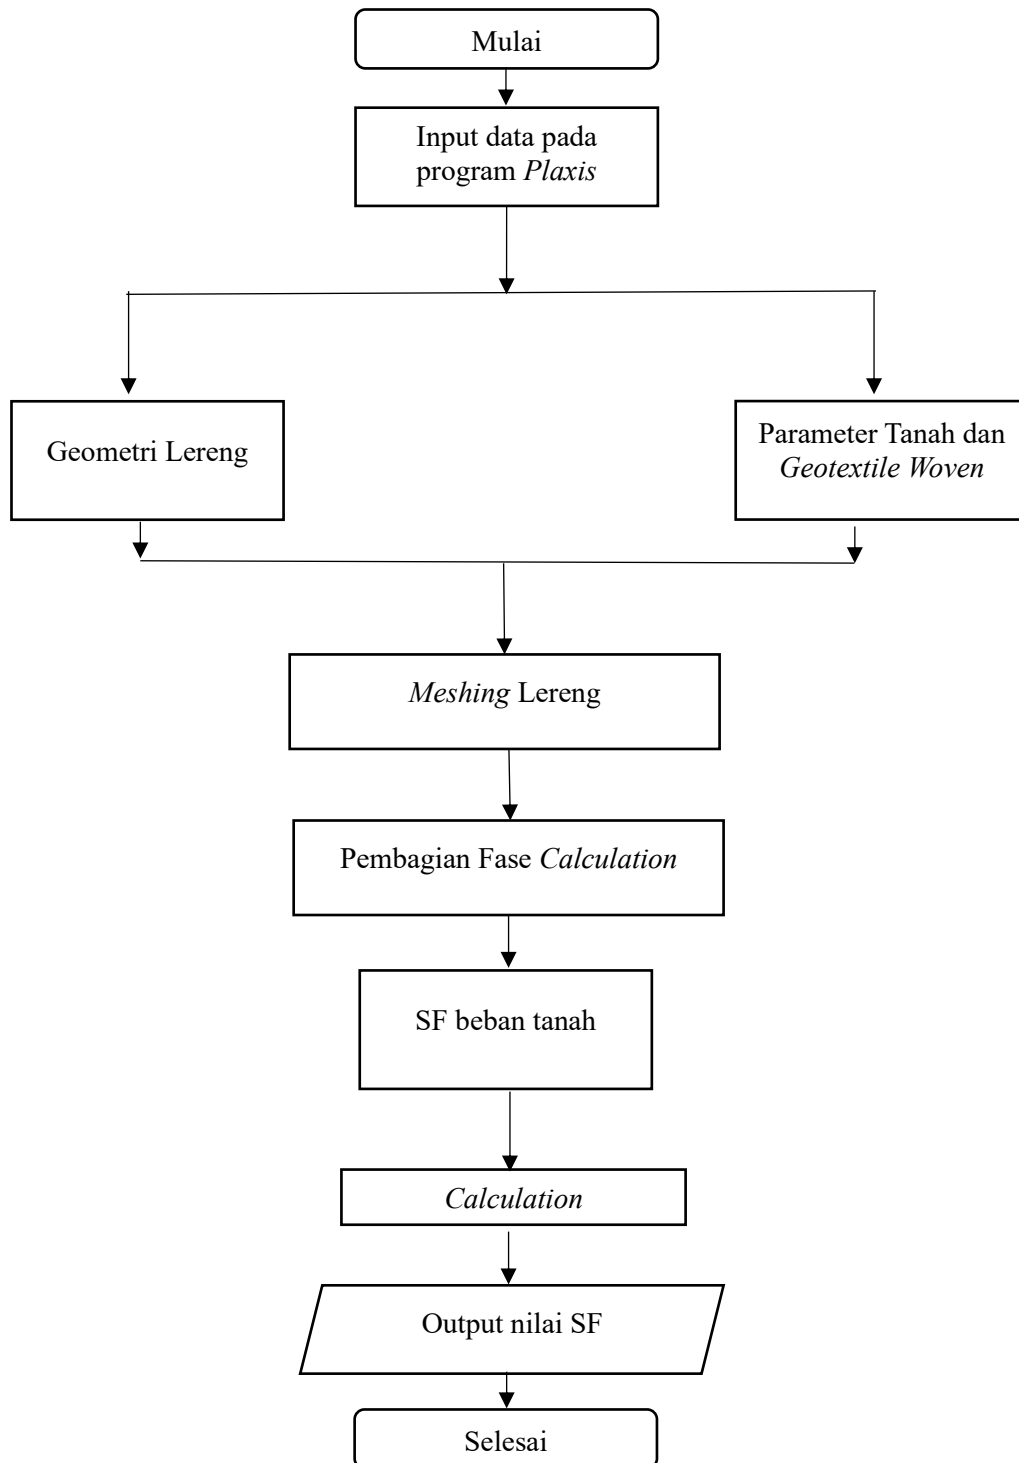 Mulai
Input data pada
program Plaxis
Geometri Lereng
Parameter Tanah dan
Geotextile Woven
Meshing Lereng
Pembagian Fase Calculation
SF beban tanah
Calculation
Output nilai SF
Selesai